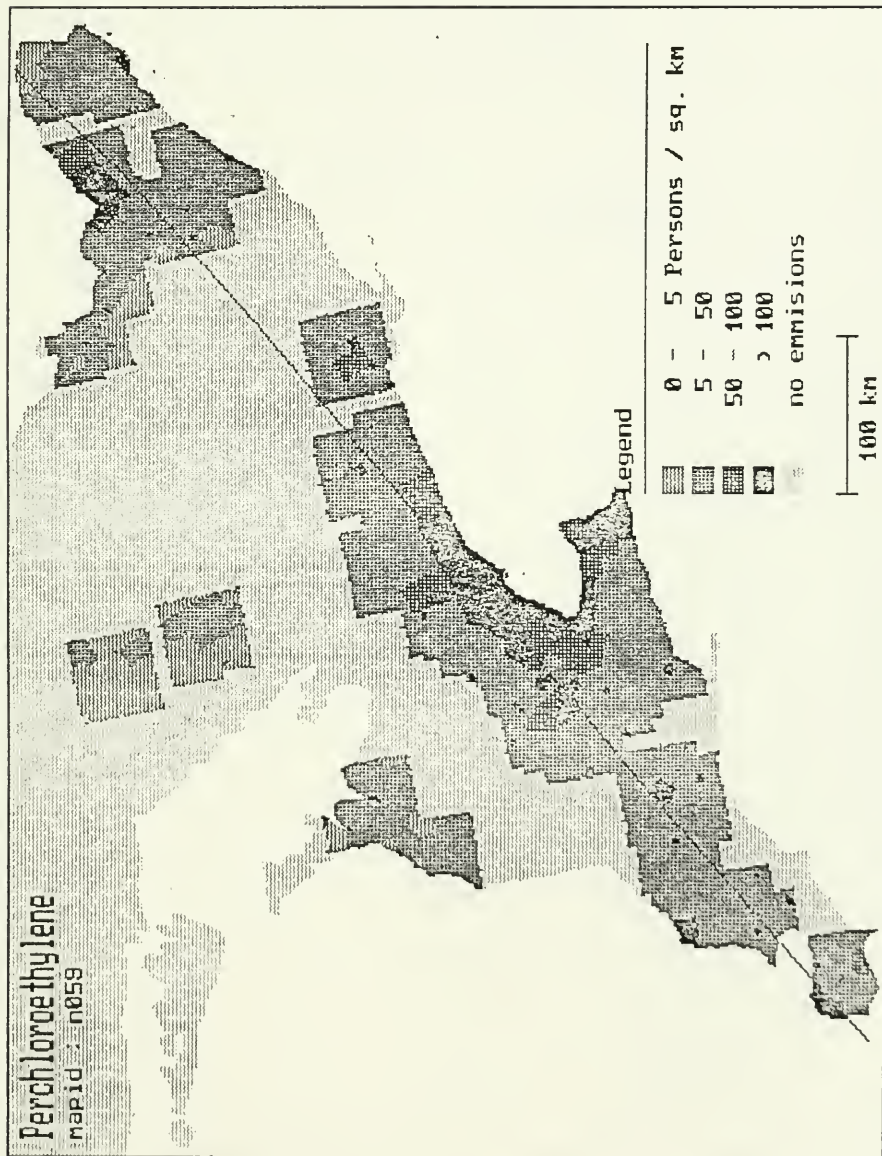 Perchloroethylene
mapid : n059
Legend
0 - 5 Persons / sq. km
5 - 50
50 - 100
> 100
no emmisions
100 km